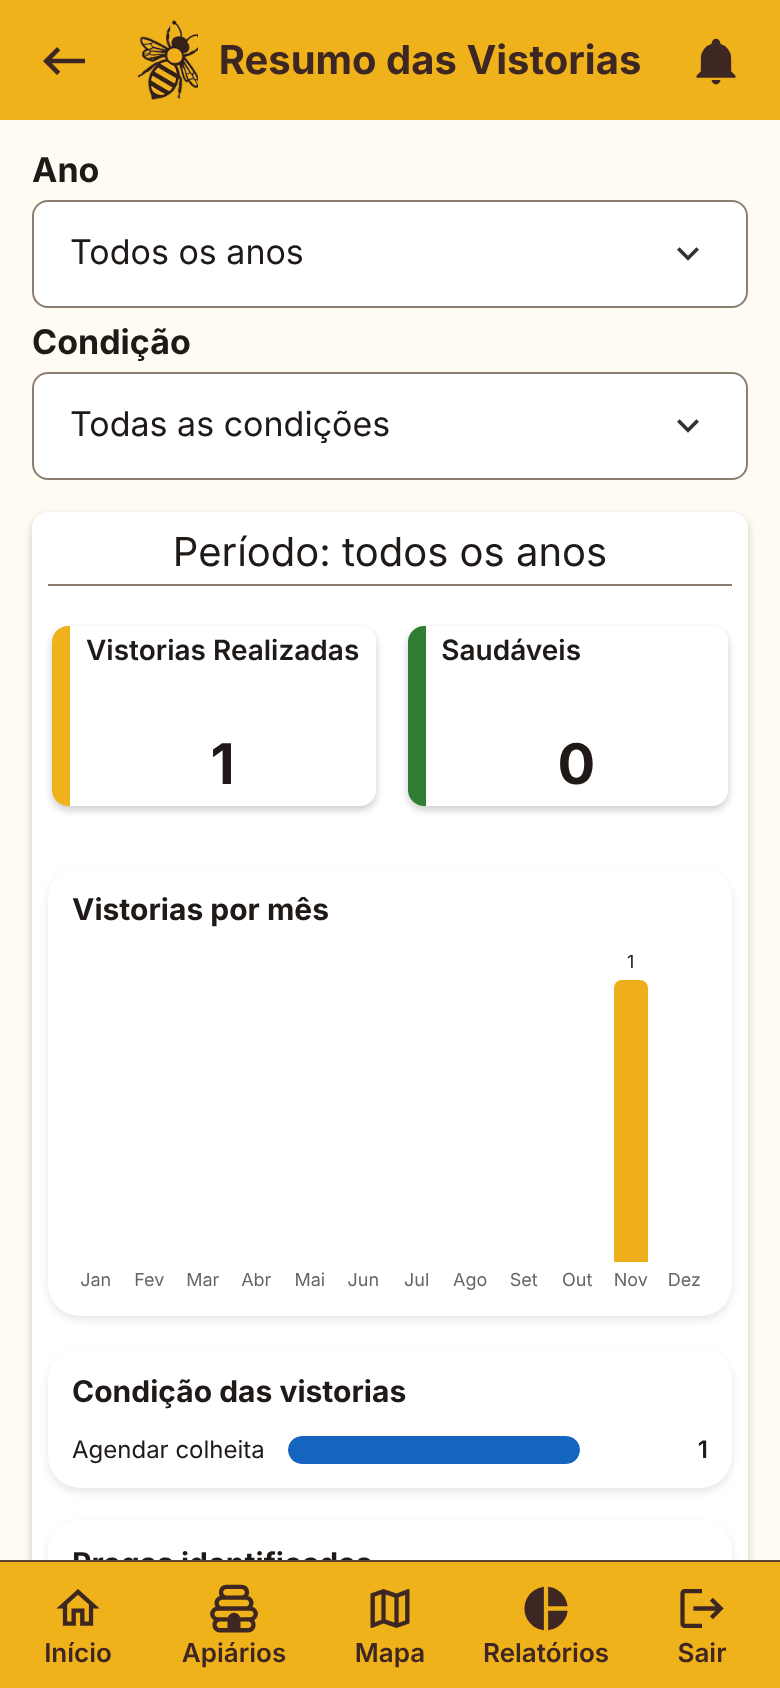 Resumo das Vistorias
Ano
Todos os anos
Condição
Todas as condições
Período: todos os anos
Vistorias Realizadas
1
Saudáveis
0
Vistorias por mês
1
Jan Fev Mar Abr Mai Jun Jul Ago Set Out Nov Dez
Condição das vistorias
Agendar colheita 1
Pragas identificadas
Início Apiários Mapa Relatórios Sair